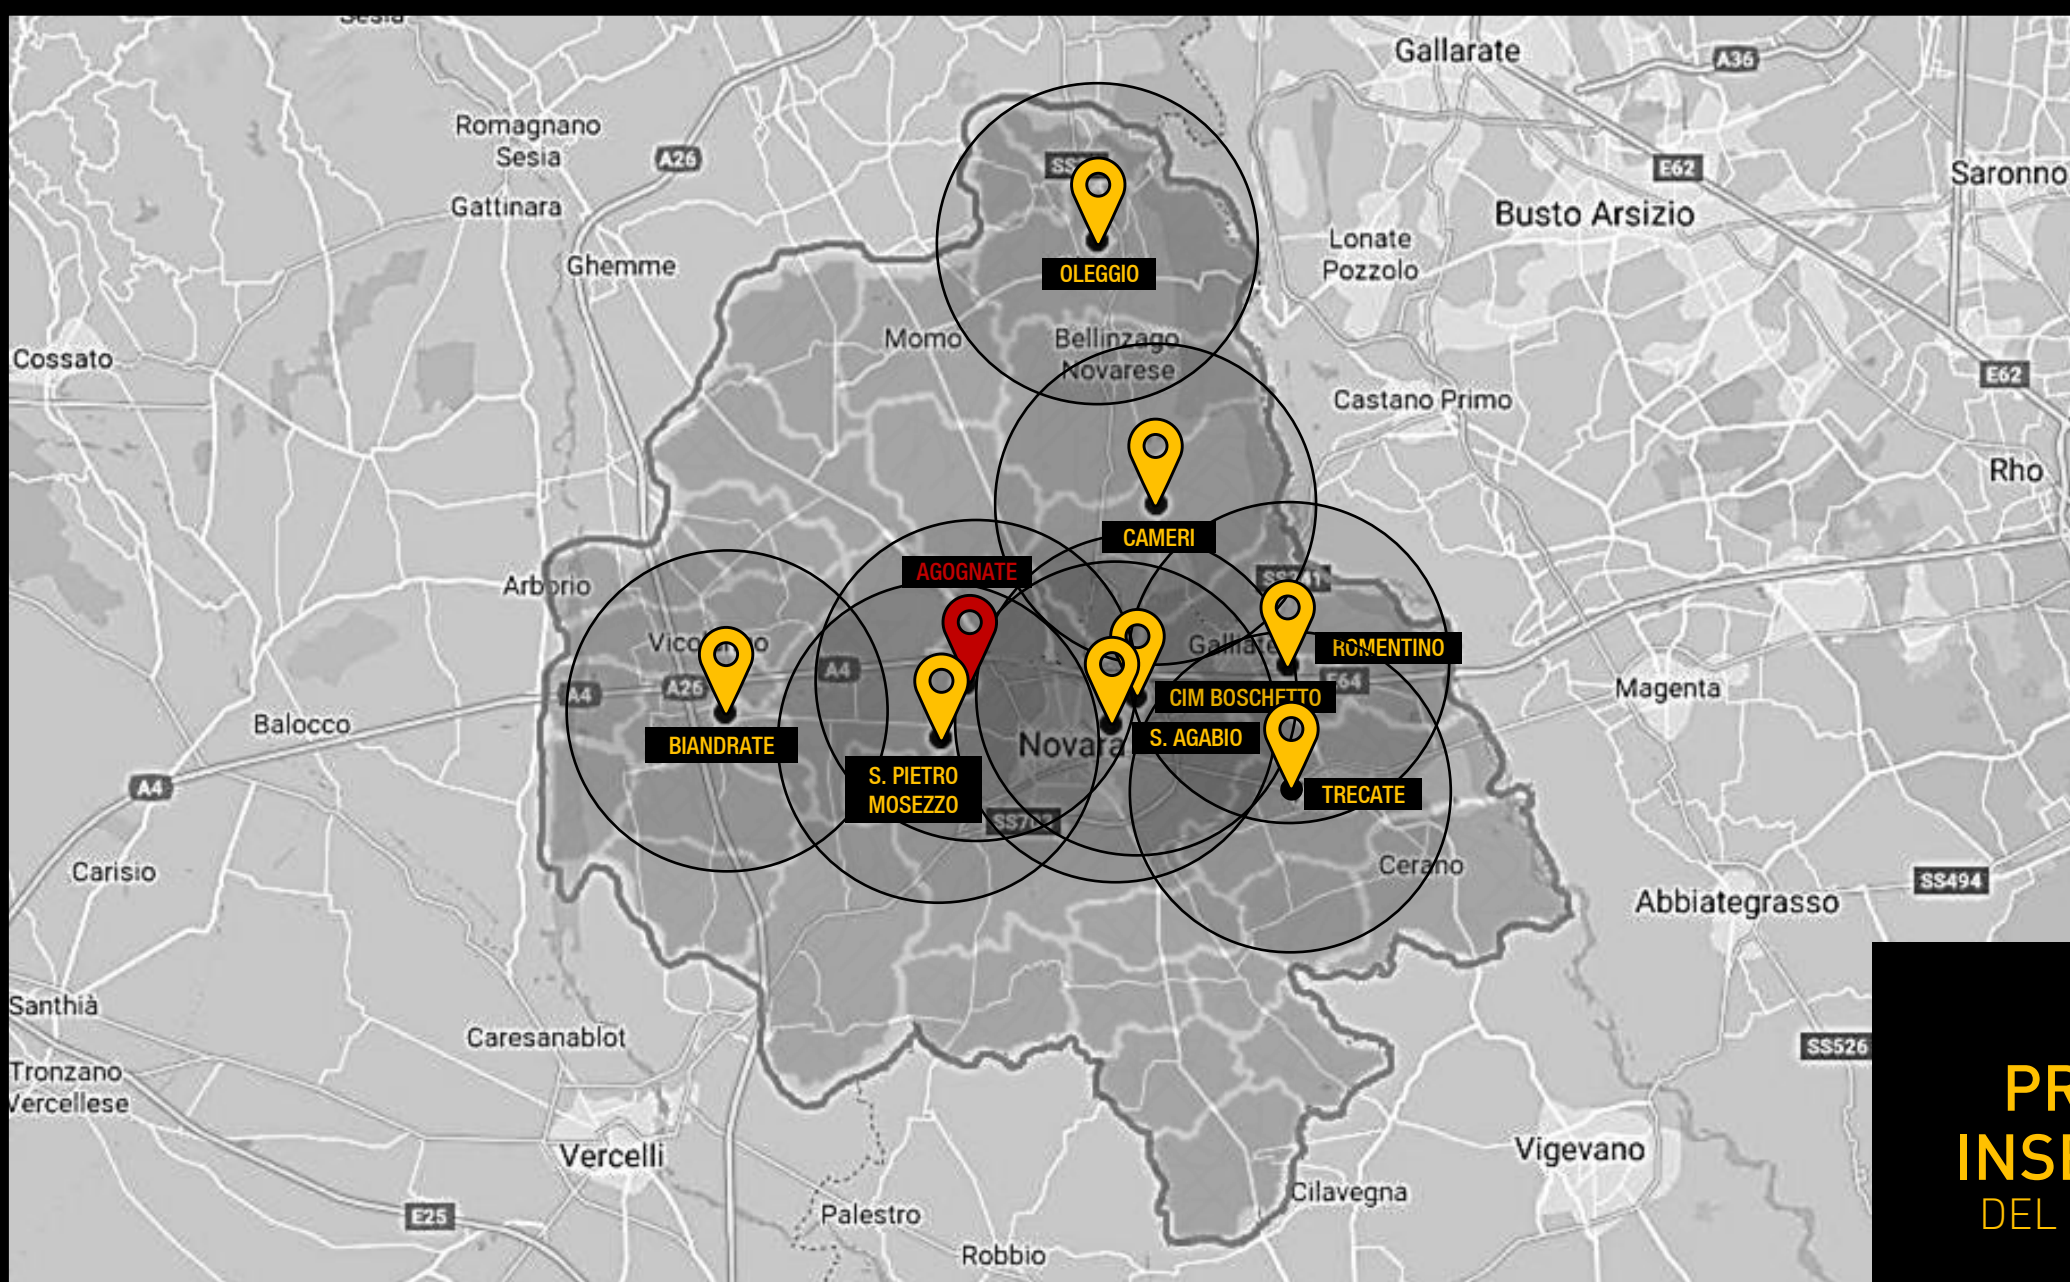 Sesia
Gallarate
A36
Romagnano
Sesia
A26
E62
Saronno
Gattinara
Busto Arsizio
Lonate
Pozzolo
Ghemme
OLEGGIO
Momo
Bellinzago
Novarese
Cossato
E62
Castano Primo
Rho
CAMERI
AGOGNATE
Arborio
ROMENTINO
A4
A4
A26
E64
Magenta
CIM BOSCHETTO
Balocco
BIANDRATE
Novara
S. AGABIO
S. PIETRO
MOSEZZO
A4
TRECATE
Cerano
Carisio
SS494
Abbiategrasso
Santhià
Caresanablot
SS526
Tronzano
Vercellese
Vercelli
Vigevano
Cilavegna
E25
Palestro
Robbio
PR
INS
DEL